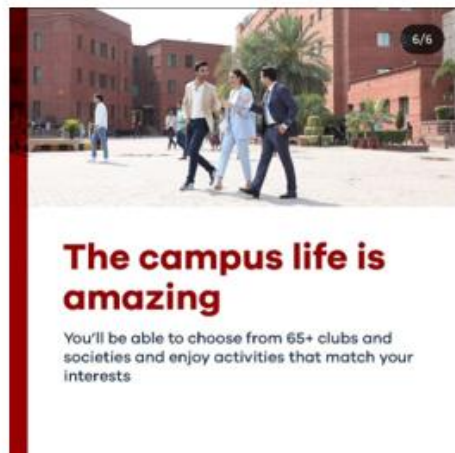 6/6
The campus life is
amazing
You'll be able to choose from 65+ clubs and
societies and enjoy activities that match your
interests